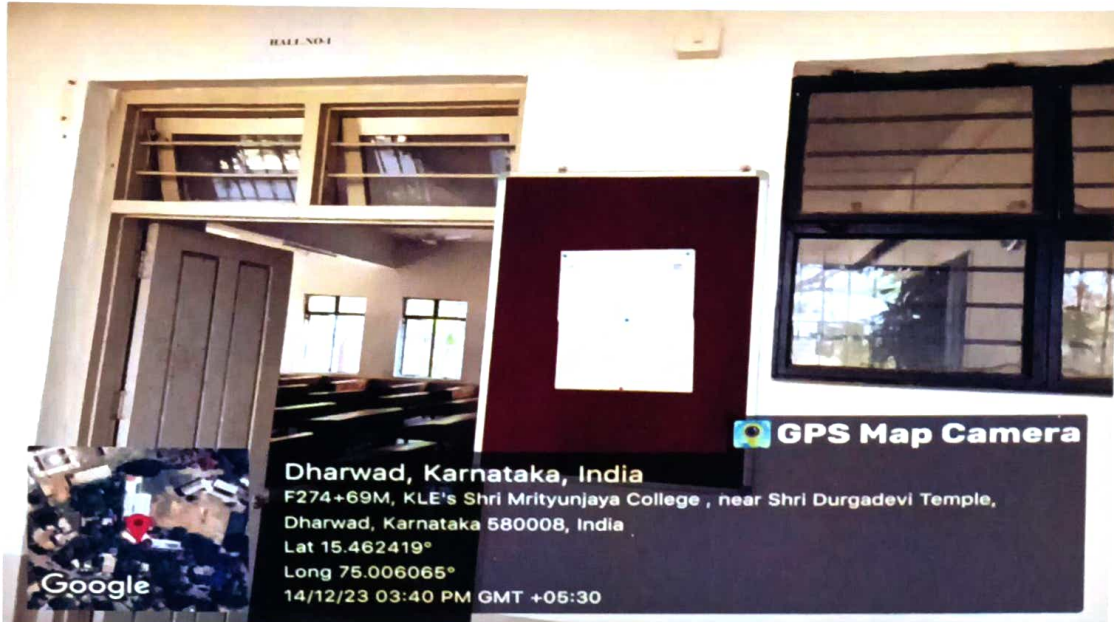 HALL NO-1
GPS Map Camera
Dharwad, Karnataka, India
F274+69M, KLE's Shri Mrityunjaya College , near Shri Durgadevi Temple,
Dharwad, Karnataka 580008, India
Lat 15.462419°
Long 75.006065°
14/12/23 03:40 PM GMT +05:30
Google